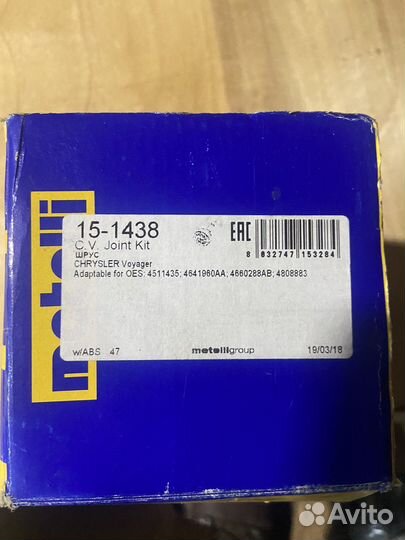 metelli
15-1438
C.V. Joint Kit
ШРУС
CHRYSLER Voyager
Adaptable for OES: 4511435; 4641960AA; 4660288AB; 4808883
EAC
8 032747 153284
w/ABS 47
metelligroup
19/03/18
Avito